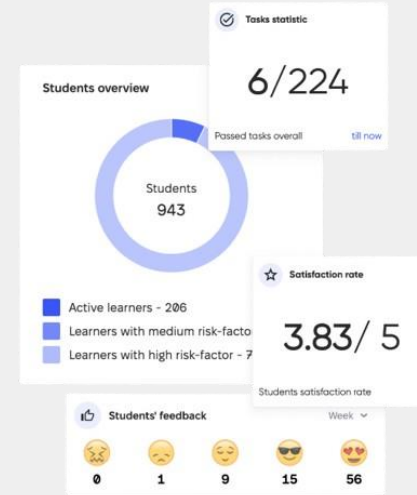 Tasks statistic
6/224
Passed tasks overall till now
Students overview
Students
943
Active learners - 206
Learners with medium risk-facto
Learners with high risk-factor - 7
Satisfaction rate
3.83/ 5
Students satisfaction rate
Students' feedback Week
0 1 9 15 56